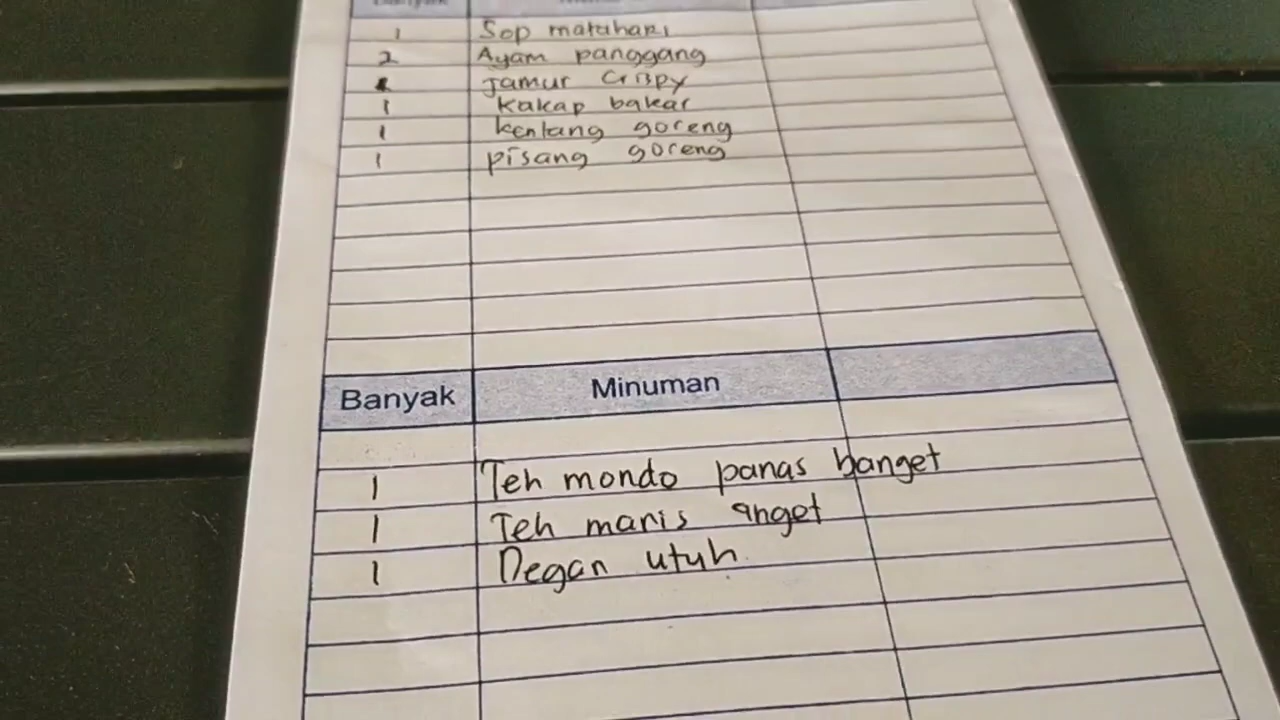 1 Sop matahari
2 Ayam panggang
Jamur Crispy
1 kakap bakar
1 kentang goreng
1 pisang goreng
Banyak Minuman
1 Teh mondo panas banget
1 Teh manis anget
1 Degan utuh